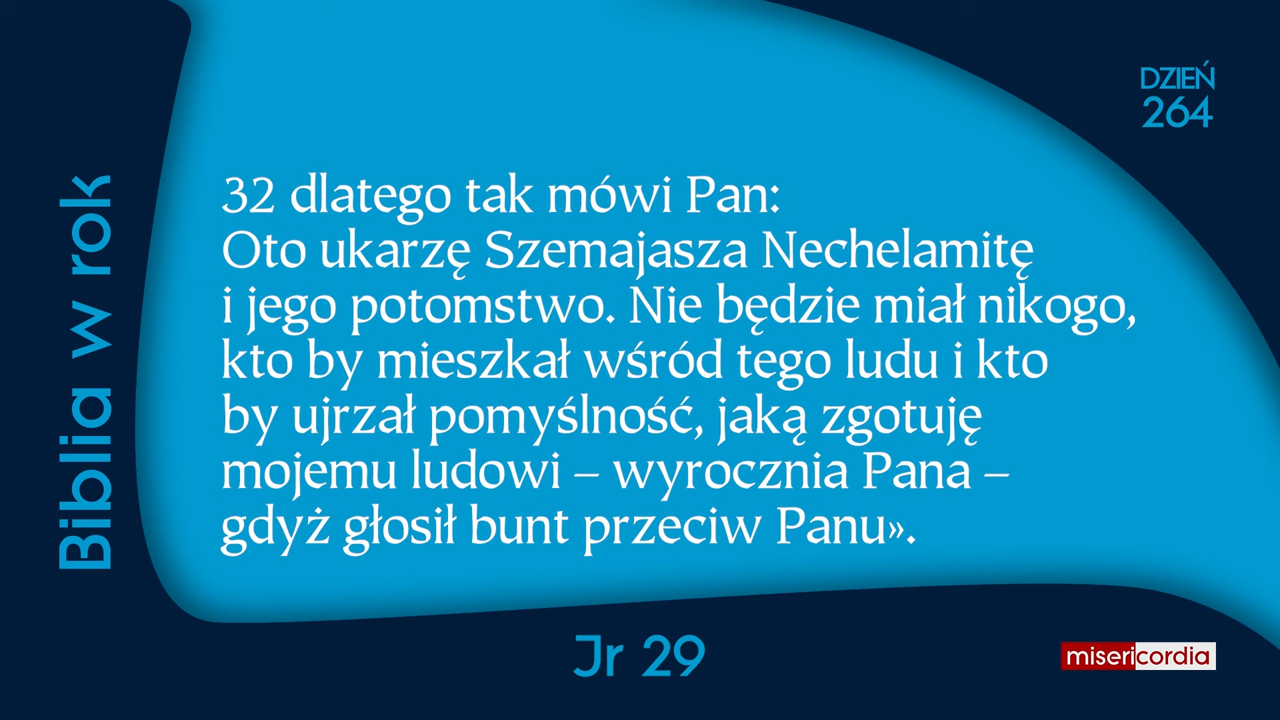 DZIEŃ
264
Biblia w rok
32 dlatego tak mówi Pan:
Oto ukarzę Szemajasza Nechelamitę
i jego potomstwo. Nie będzie miał nikogo,
kto by mieszkał wśród tego ludu i kto
by ujrzał pomyślność, jaką zgotuję
mojemu ludowi – wyrocznia Pana –
gdyż głosił bunt przeciw Panu».
Jr 29
misericordia